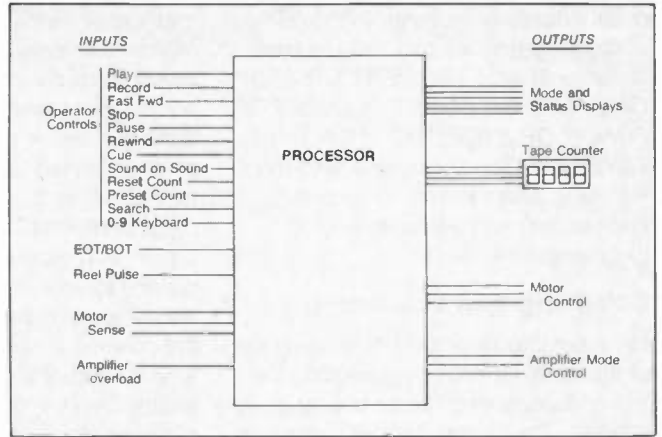 INPUTS
OUTPUTS
Operator Controls
Play
Record
Fast Fwd
Stop
Pause
Rewind
Cue
Sound on Sound
Reset Count
Preset Count
Search
0-9 Keyboard
EOT/BOT
Reel Pulse
Motor
Sense
Amplifier
overload
PROCESSOR
Mode and
Status Displays
Tape Counter
8888
Motor
Control
Amplifier Mode
Control